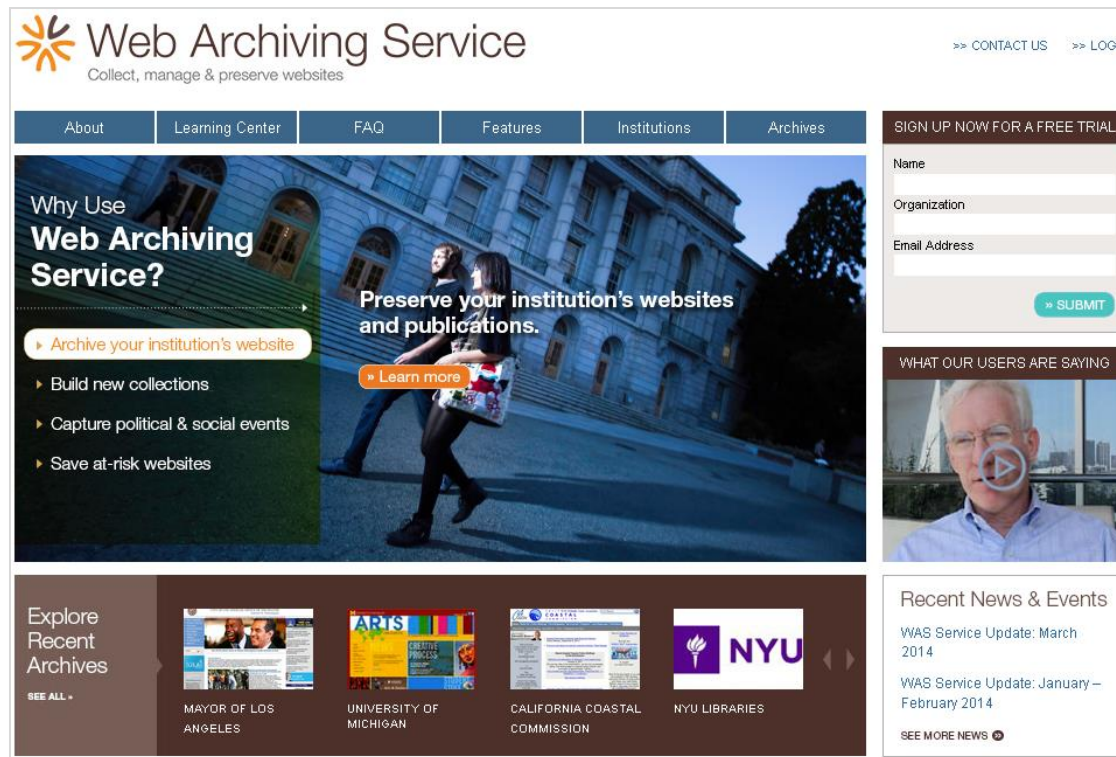 Web Archiving Service
Collect, manage & preserve websites
>> CONTACT US >> LOG
About Learning Center FAQ Features Institutions Archives
Why Use
Web Archiving
Service?
▸ Archive your institution's website
▸ Build new collections
▸ Capture political & social events
▸ Save at-risk websites
Preserve your institution's websites
and publications.
» Learn more
SIGN UP NOW FOR A FREE TRIAL
Name
Organization
Email Address
» SUBMIT
WHAT OUR USERS ARE SAYING
Explore
Recent
Archives
SEE ALL »
MAYOR OF LOS
ANGELES
ARTS
CREATIVE
PROCESS
UNIVERSITY OF
MICHIGAN
COASTAL
CALIFORNIA COASTAL
COMMISSION
NYU
NYU LIBRARIES
Recent News & Events
WAS Service Update: March
2014
WAS Service Update: January –
February 2014
SEE MORE NEWS